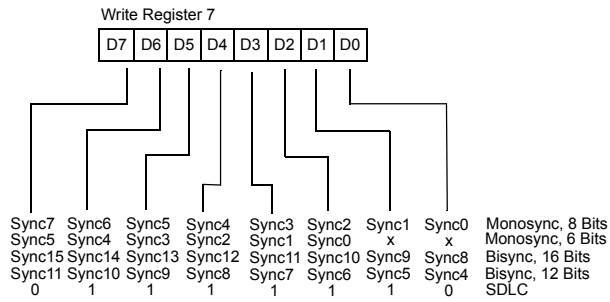 Write Register 7
D7 D6 D5 D4 D3 D2 D1 D0
Sync7 Sync6 Sync5 Sync4 Sync3 Sync2 Sync1 Sync0 Monosync, 8 Bits
Sync5 Sync4 Sync3 Sync2 Sync1 Sync0 x x Monosync, 6 Bits
Sync15 Sync14 Sync13 Sync12 Sync11 Sync10 Sync9 Sync8 Bisync, 16 Bits
Sync11 Sync10 Sync9 Sync8 Sync7 Sync6 Sync5 Sync4 Bisync, 12 Bits
0 1 1 1 1 1 1 0 SDLC